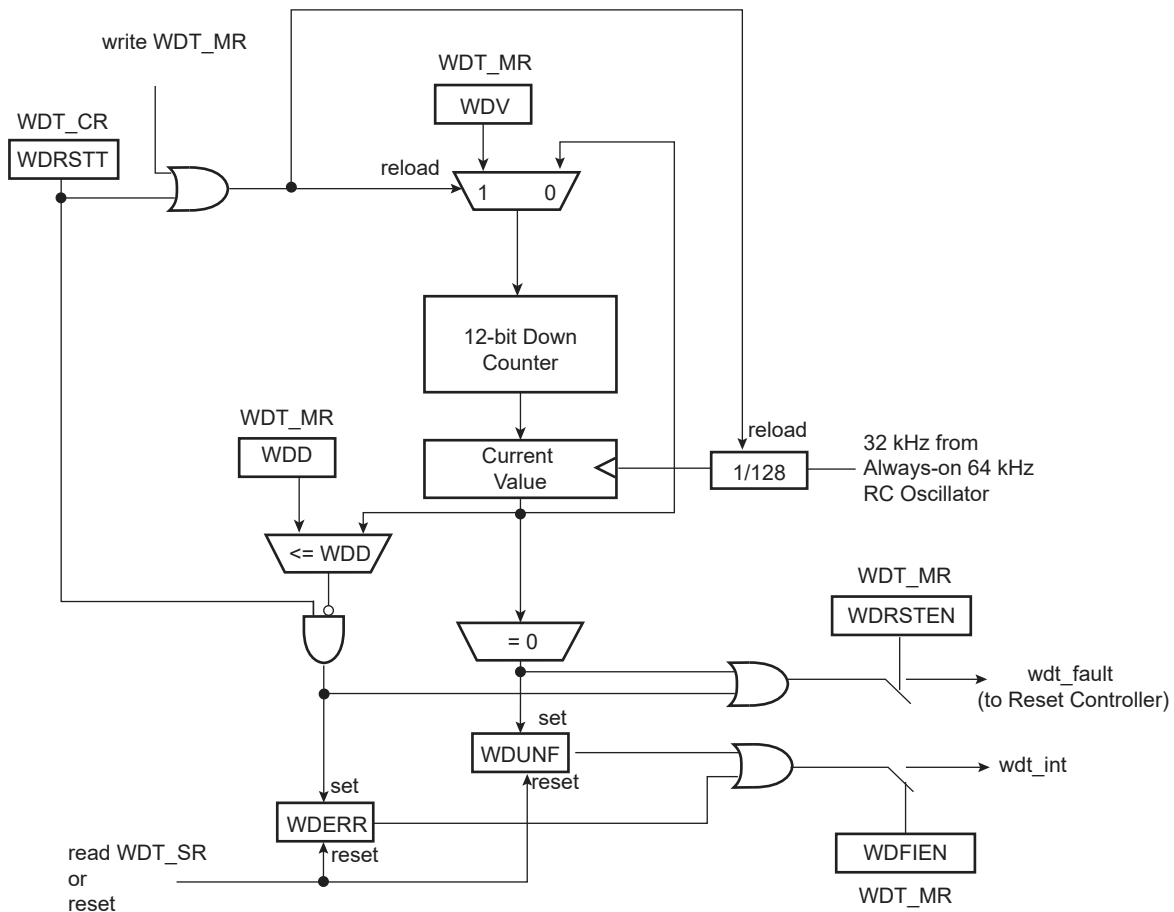 write WDT_MR
WDT_MR
WDV
WDT_CR
WDRSTT
reload
1 0
12-bit Down
Counter
WDT_MR
WDD
reload
32 kHz from
Always-on 64 kHz
RC Oscillator
1/128
Current
Value
<= WDD
WDT_MR
WDRSTEN
= 0
wdt_fault
(to Reset Controller)
set
WDUNF
reset
wdt_int
set
WDERR
reset
WDFIEN
WDT_MR
read WDT_SR
or
reset